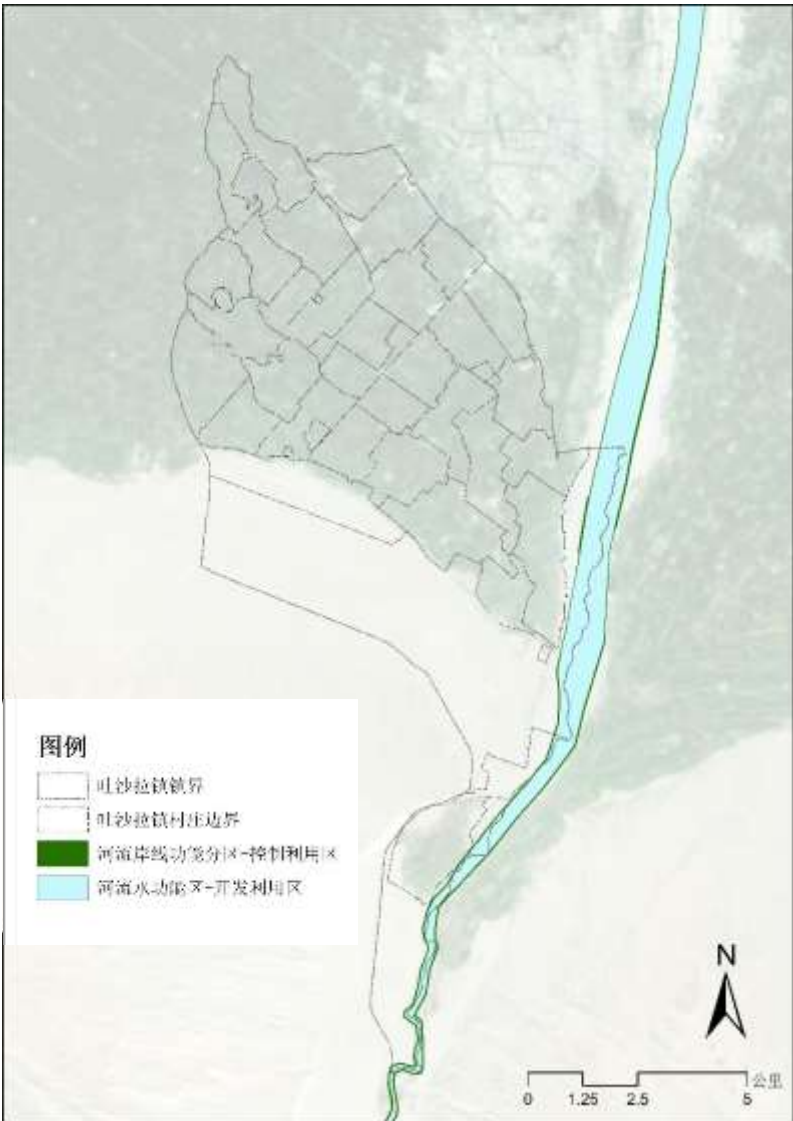 图例
吐沙拉镇镇界
吐沙拉镇村庄边界
河流岸线功能分区-控制利用区
河流水功能区-开发利用区
N
公里
0 1.25 2.5 5